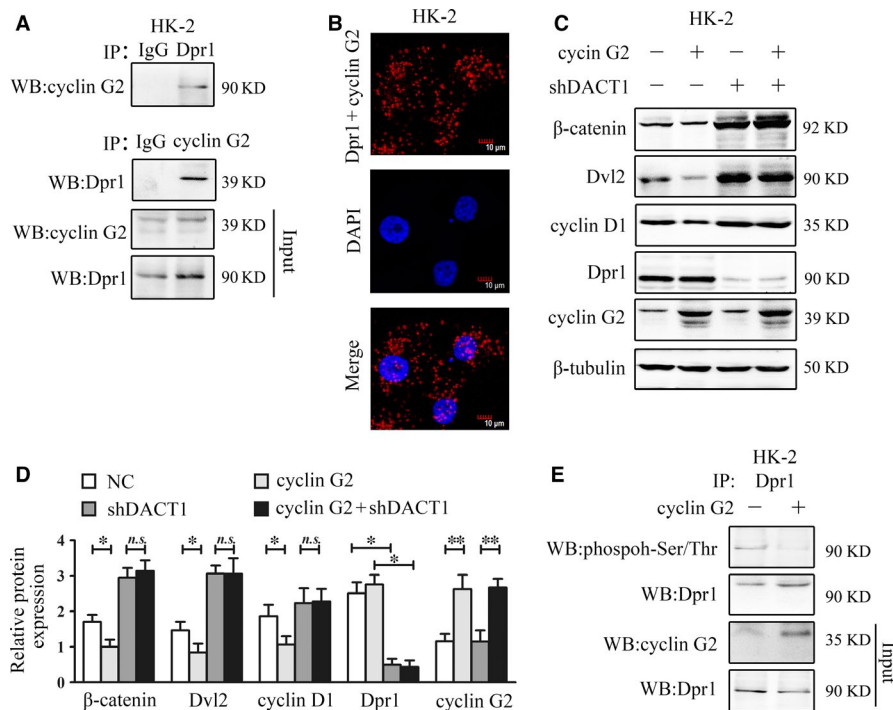 A
HK-2
IP: IgG Dpr1
WB:cyclin G2 90 KD
IP: IgG cyclin G2
WB:Dpr1 39 KD
WB:cyclin G2 39 KD
WB:Dpr1 90 KD
Input
B
HK-2
Dpr1 + cyclin G2
10 μm
DAPI
10 μm
Merge
10 μm
C
HK-2
cycin G2 − + − +
shDACT1 − − + +
β-catenin 92 KD
Dvl2 90 KD
cyclin D1 35 KD
Dpr1 90 KD
cyclin G2 39 KD
β-tubulin 50 KD
D
NC cyclin G2
shDACT1 cyclin G2+shDACT1
Relative protein expression
4
3
2
1
0
* n.s. * n.s. * n.s. * * ** **
β-catenin Dvl2 cyclin D1 Dpr1 cyclin G2
E
HK-2
IP: Dpr1
cyclin G2 − +
WB:phospoh-Ser/Thr 90 KD
WB:Dpr1 90 KD
WB:cyclin G2 35 KD
WB:Dpr1 90 KD
Input